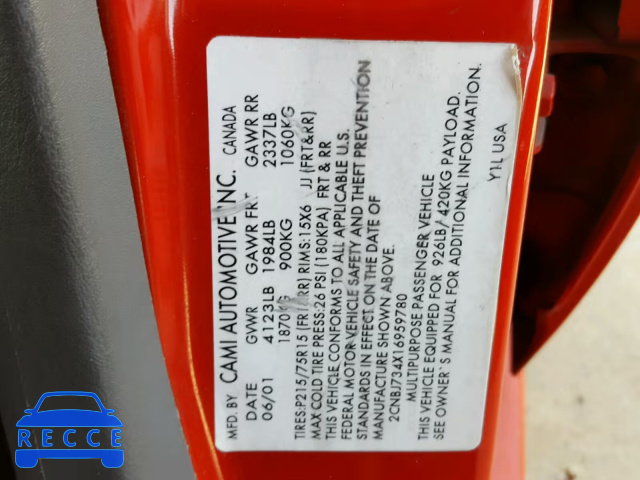 MFD. BY CAMI AUTOMOTIVE INC. CANADA
DATE GVWR GAWR FRT GAWR RR
06/01 4123LB 1984LB 2337LB
1870KG 900KG 1060KG
TIRES:P215/75R15 (FRT/RR) RIMS:15X6 JJ (FRT&RR)
MAX COLD TIRE PRESS:26 PSI (180KPA) FRT & RR
THIS VEHICLE CONFORMS TO ALL APPLICABLE U.S.
FEDERAL MOTOR-VEHICLE SAFETY AND THEFT PREVENTION
STANDARDS IN EFFECT ON THE DATE OF
MANUFACTURE SHOWN ABOVE.
2CNBJ734X16959780
MULTIPURPOSE PASSENGER VEHICLE
THIS VEHICLE EQUIPPED FOR 926LB/ 420KG PAYLOAD.
SEE OWNER'S MANUAL FOR ADDITIONAL INFORMATION.
Y1L USA
RECCE